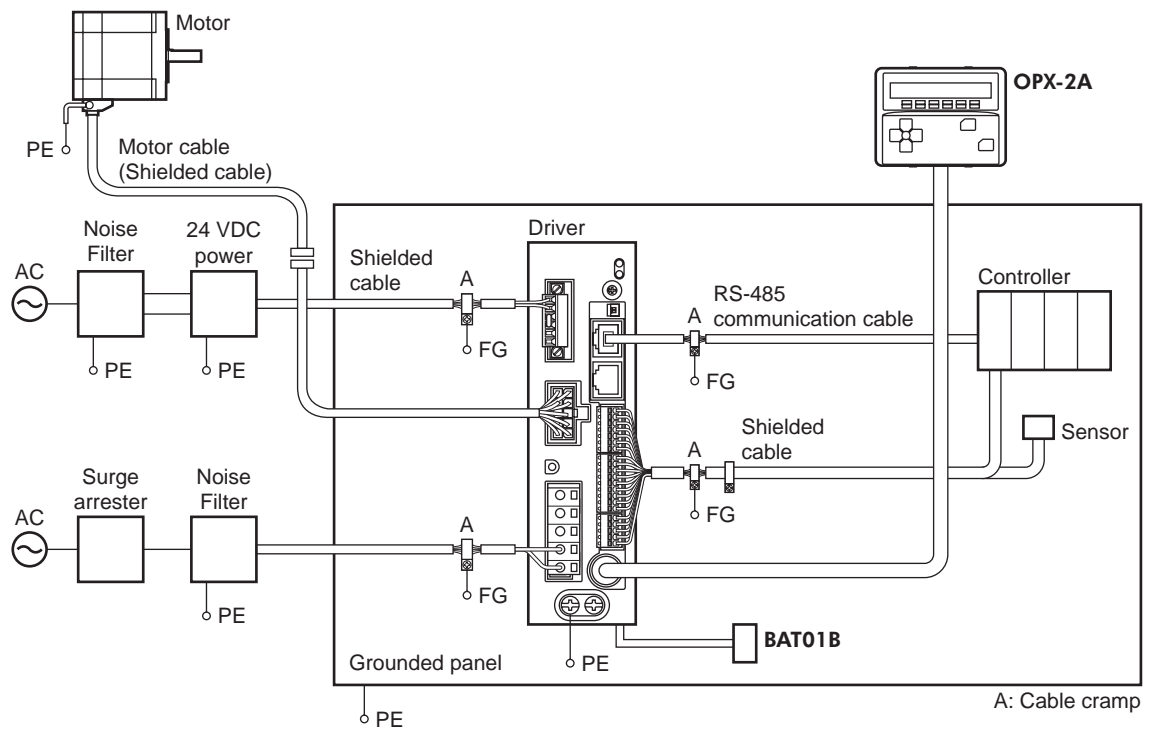 Motor
OPX-2A
PE
Motor cable
(Shielded cable)
Noise
Filter
24 VDC
power
Driver
AC
Shielded
cable
A
Controller
RS-485
communication cable
A
FG
PE
PE
FG
Shielded
cable
Sensor
A
Surge
arrester
Noise
Filter
FG
AC
A
FG
PE
BAT01B
Grounded panel
PE
A: Cable cramp
PE